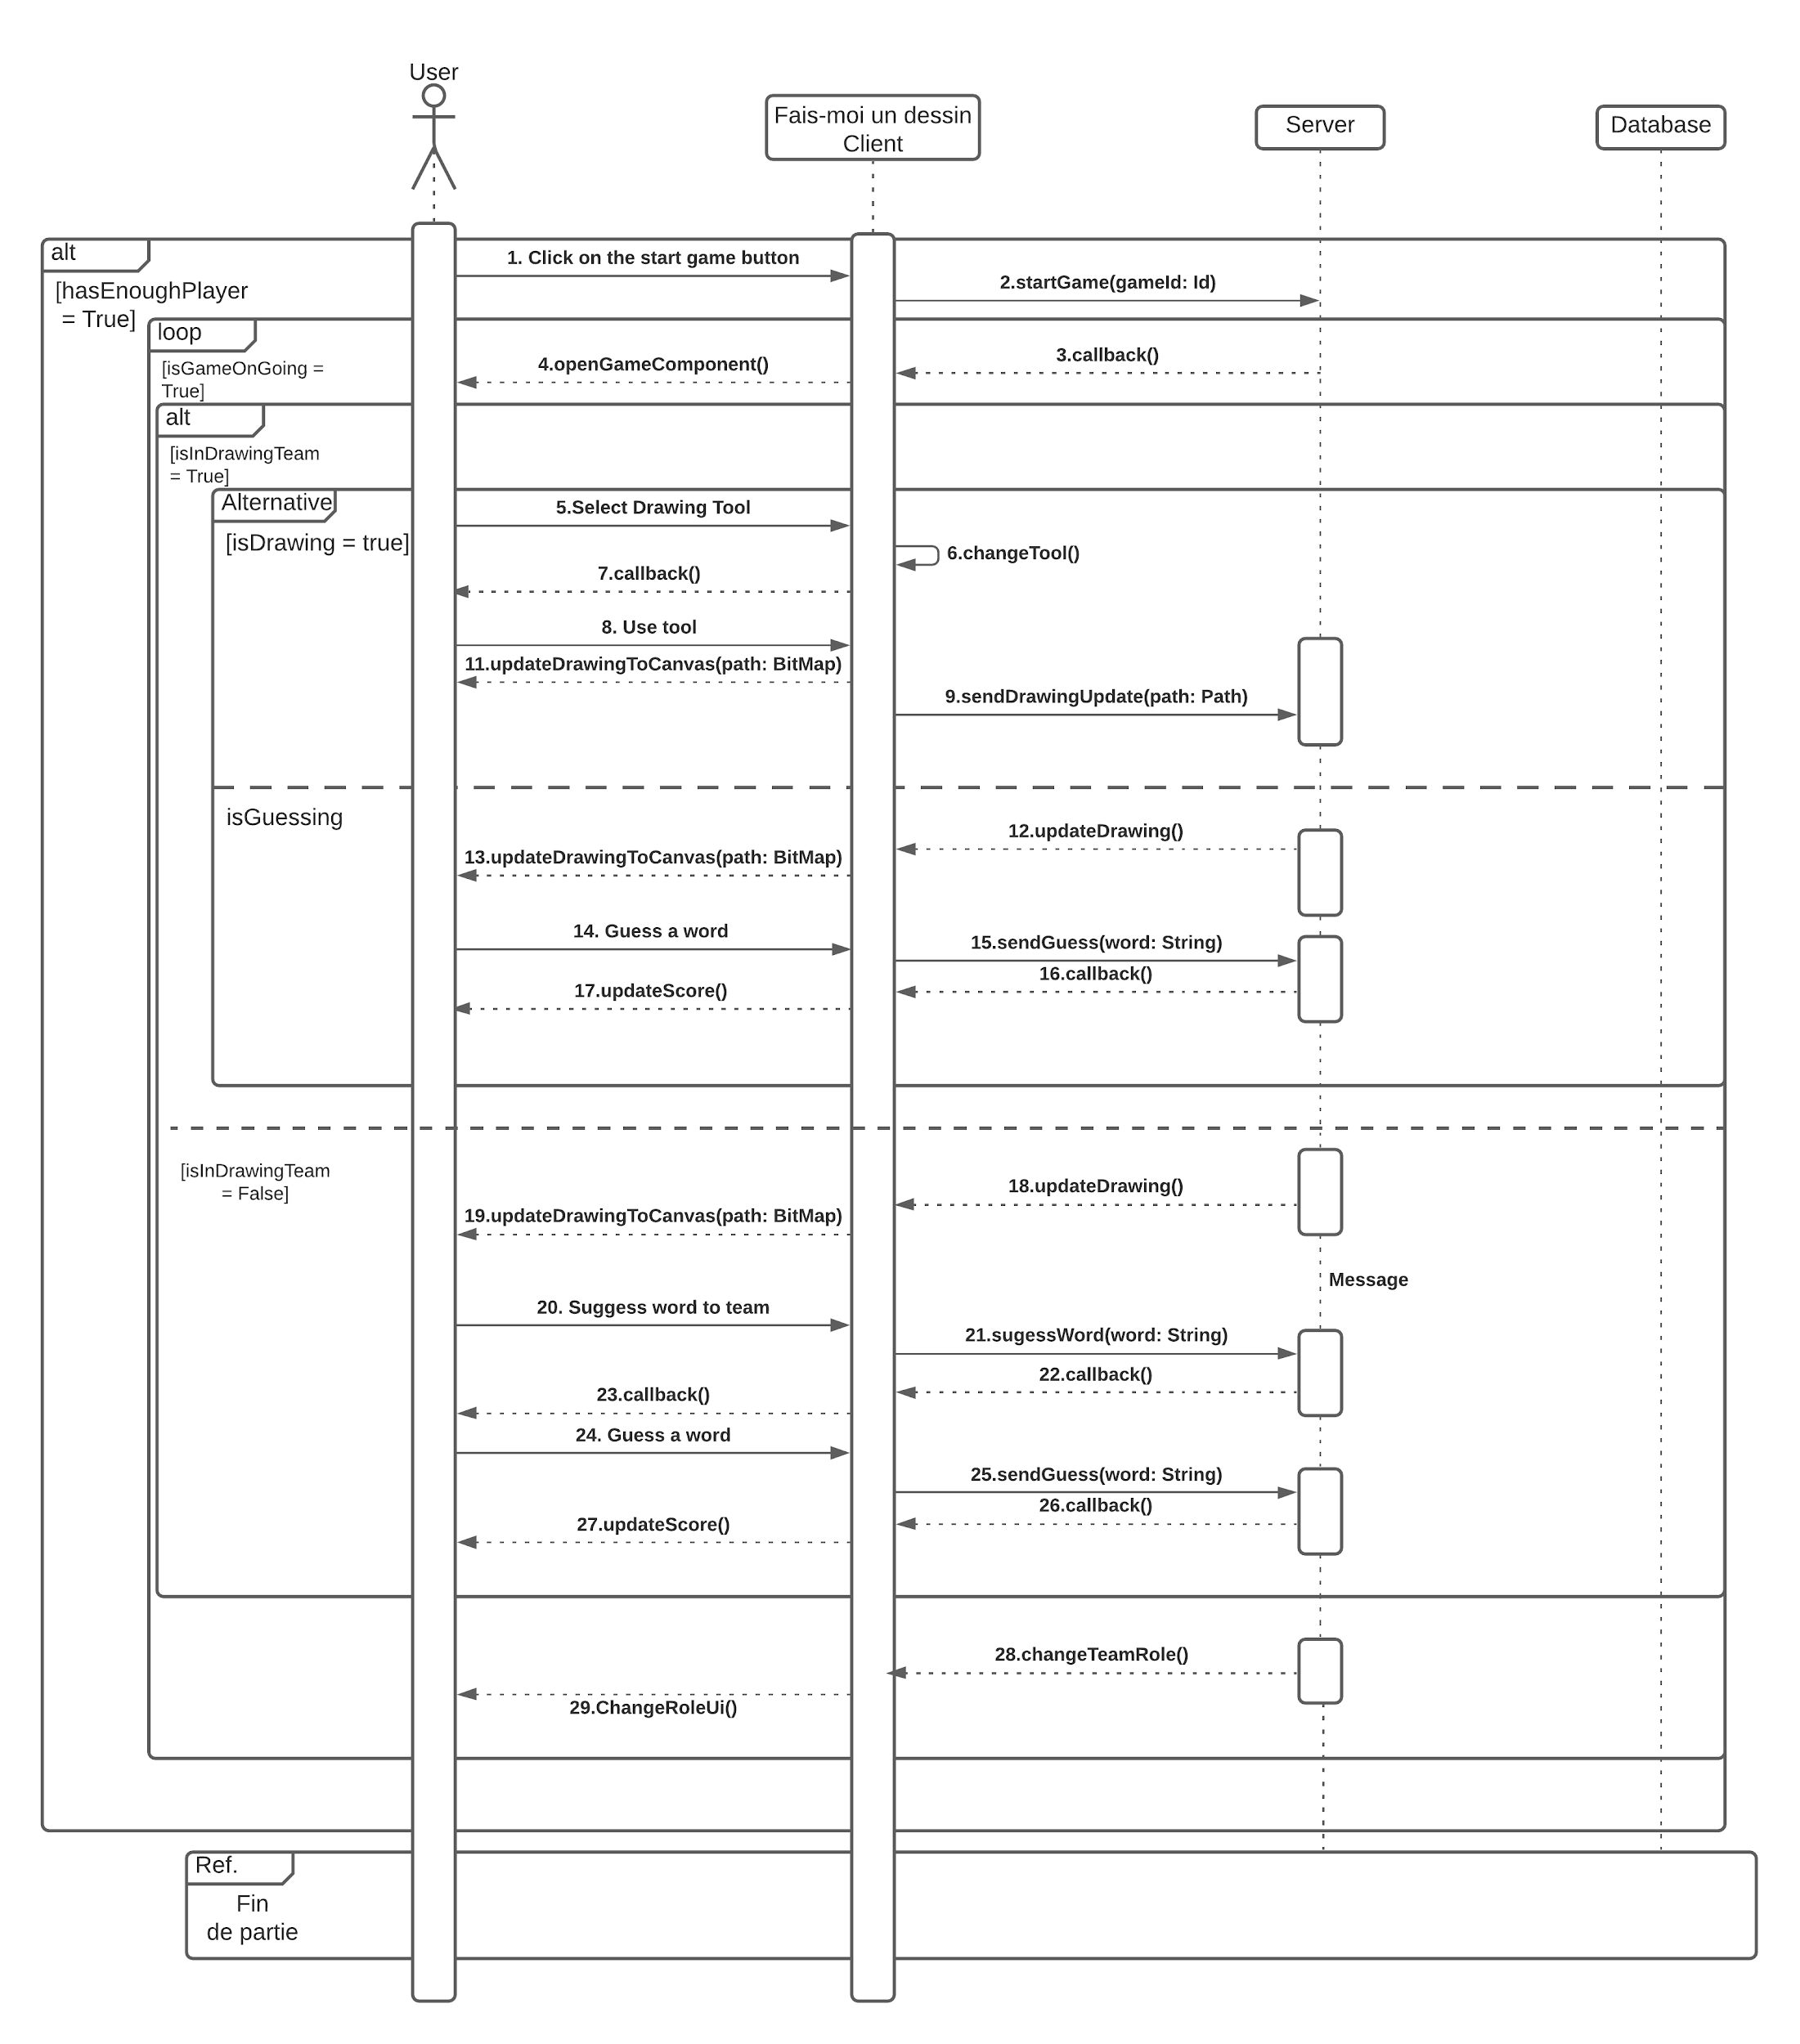 User
Fais-moi un dessin
Client
Server
Database
alt
[hasEnoughPlayer
= True]
1. Click on the start game button
2.startGame(gameId: Id)
loop
[isGameOnGoing =
True]
3.callback()
4.openGameComponent()
alt
[isInDrawingTeam
= True]
Alternative
[isDrawing = true]
5.Select Drawing Tool
6.changeTool()
7.callback()
8. Use tool
11.updateDrawingToCanvas(path: BitMap)
9.sendDrawingUpdate(path: Path)
isGuessing
12.updateDrawing()
13.updateDrawingToCanvas(path: BitMap)
14. Guess a word
15.sendGuess(word: String)
16.callback()
17.updateScore()
[isInDrawingTeam
= False]
18.updateDrawing()
19.updateDrawingToCanvas(path: BitMap)
Message
20. Suggess word to team
21.sugessWord(word: String)
22.callback()
23.callback()
24. Guess a word
25.sendGuess(word: String)
26.callback()
27.updateScore()
28.changeTeamRole()
29.ChangeRoleUi()
Ref.
Fin
de partie